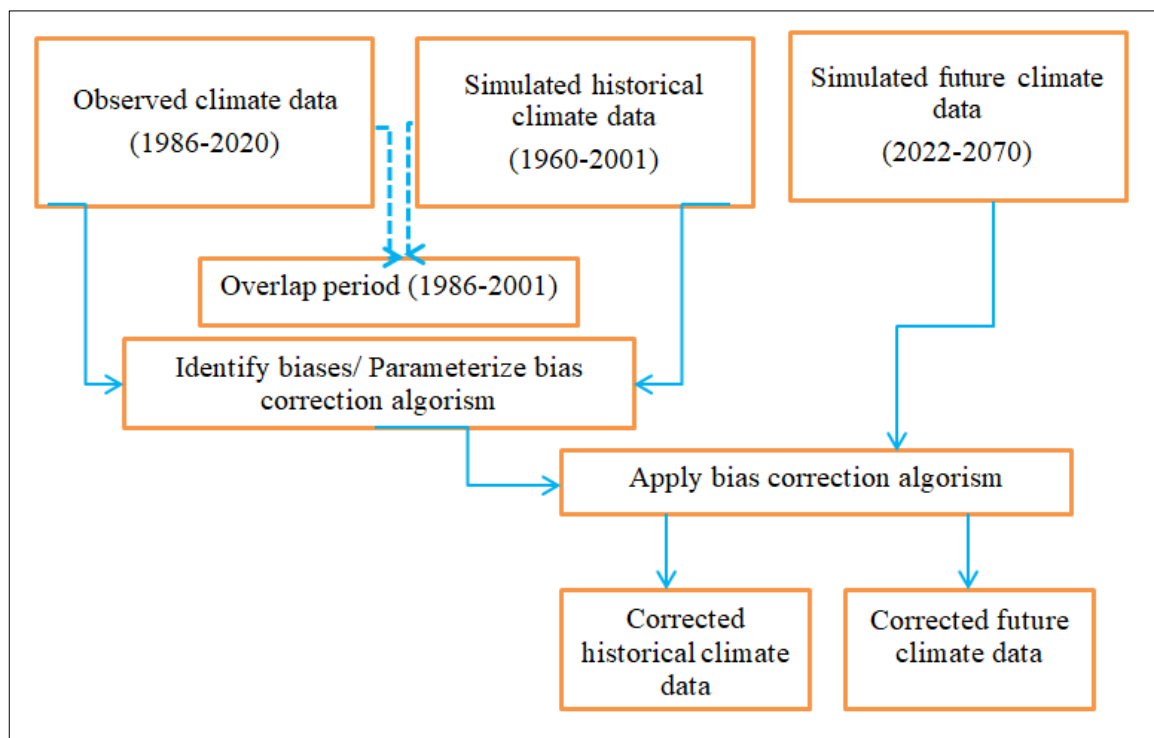 Observed climate data
(1986-2020)
Simulated historical
climate data
(1960-2001)
Simulated future climate
data
(2022-2070)
Overlap period (1986-2001)
Identify biases/ Parameterize bias
correction algorism
Apply bias correction algorism
Corrected
historical climate
data
Corrected future
climate data